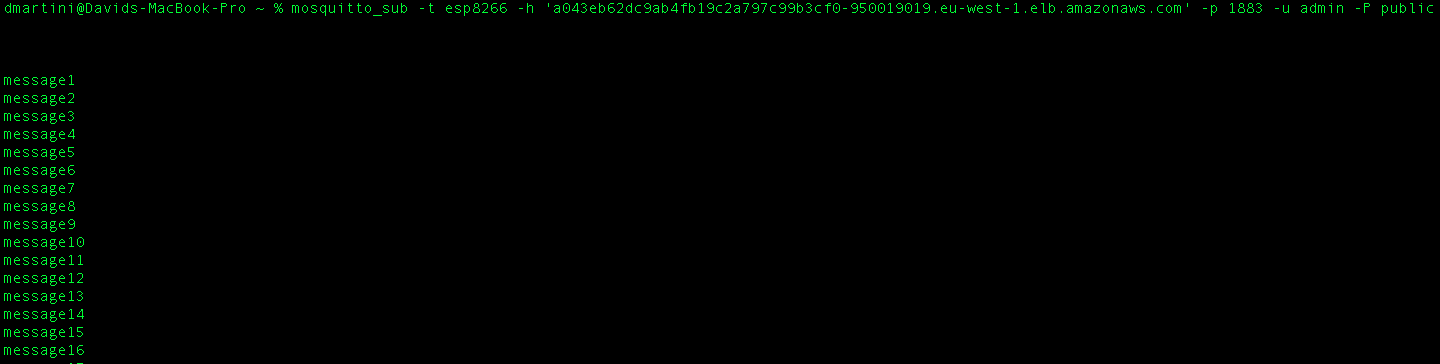 dmartini@Davids-MacBook-Pro ~ % mosquitto_sub -t esp8266 -h 'a043eb62dc9ab4fb19c2a797c99b3cf0-950019019.eu-west-1.elb.amazonaws.com' -p 1883 -u admin -P public
message1
message2
message3
message4
message5
message6
message7
message8
message9
message10
message11
message12
message13
message14
message15
message16